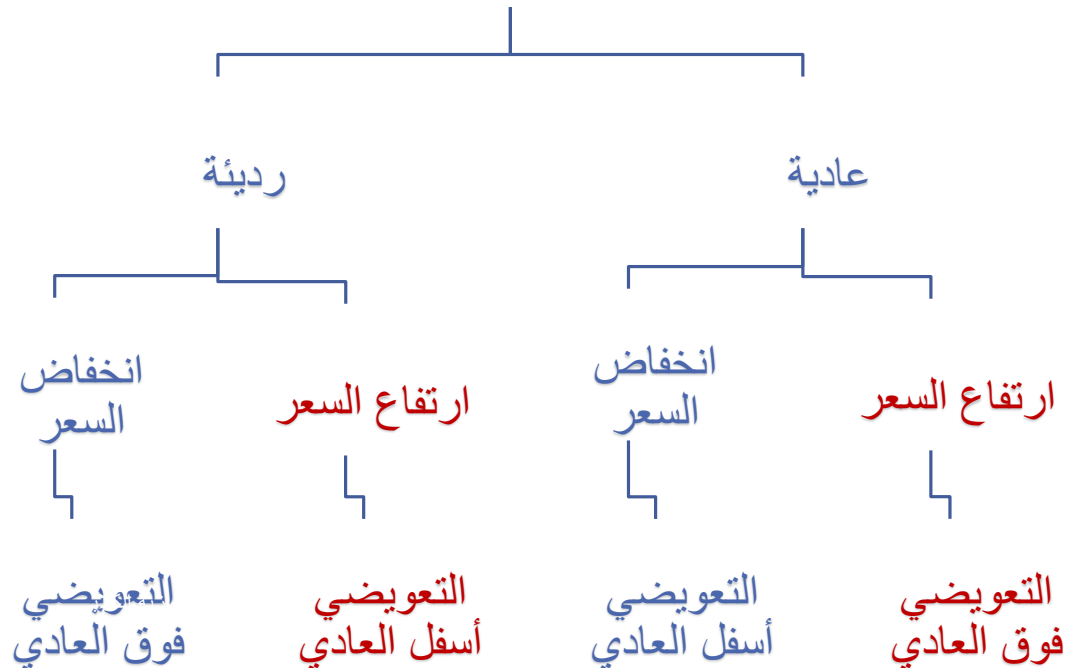 عادية
رديئة
ارتفاع السعر
انخفاض
السعر
ارتفاع السعر
انخفاض
السعر
التعويضي
فوق العادي
التعويضي
أسفل العادي
التعويضي
أسفل العادي
التعويضي
فوق العادي